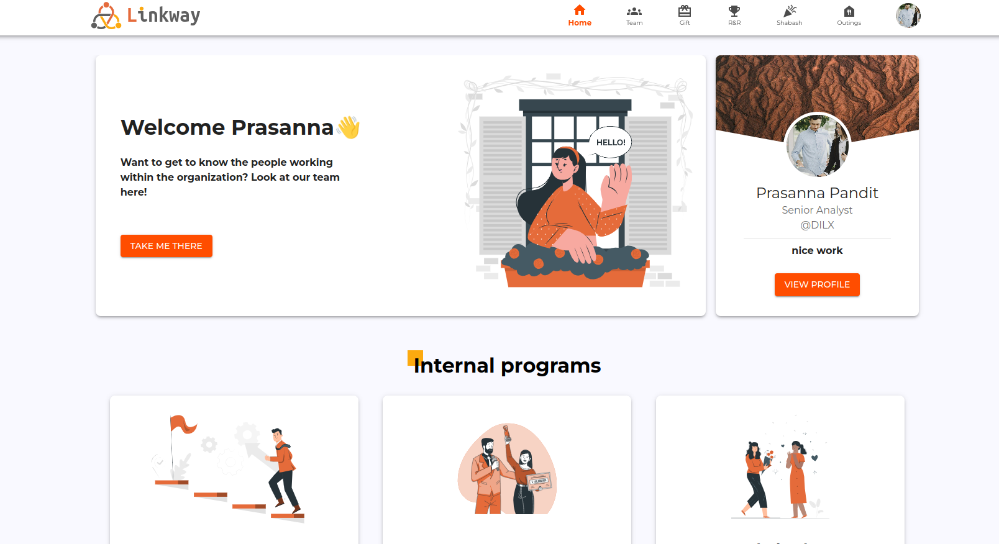 Linkway
Home
Team
Gift
R&R
Shabash
Outings
Welcome Prasanna👋
Want to get to know the people working
within the organization? Look at our team
here!
TAKE ME THERE
HELLO!
Prasanna Pandit
Senior Analyst
@DILX
nice work
VIEW PROFILE
Internal programs